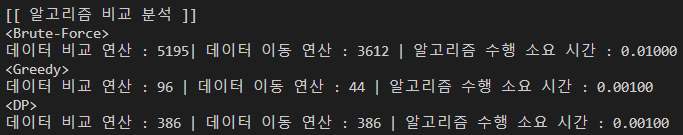 [[ 알고리즘 비교 분석 ]]
<Brute-Force>
데이터 비교 연산 : 5195| 데이터 이동 연산 : 3612 | 알고리즘 수행 소요 시간 : 0.01000
<Greedy>
데이터 비교 연산 : 96 | 데이터 이동 연산 : 44 | 알고리즘 수행 소요 시간 : 0.00100
<DP>
데이터 비교 연산 : 386 | 데이터 이동 연산 : 386 | 알고리즘 수행 소요 시간 : 0.00100